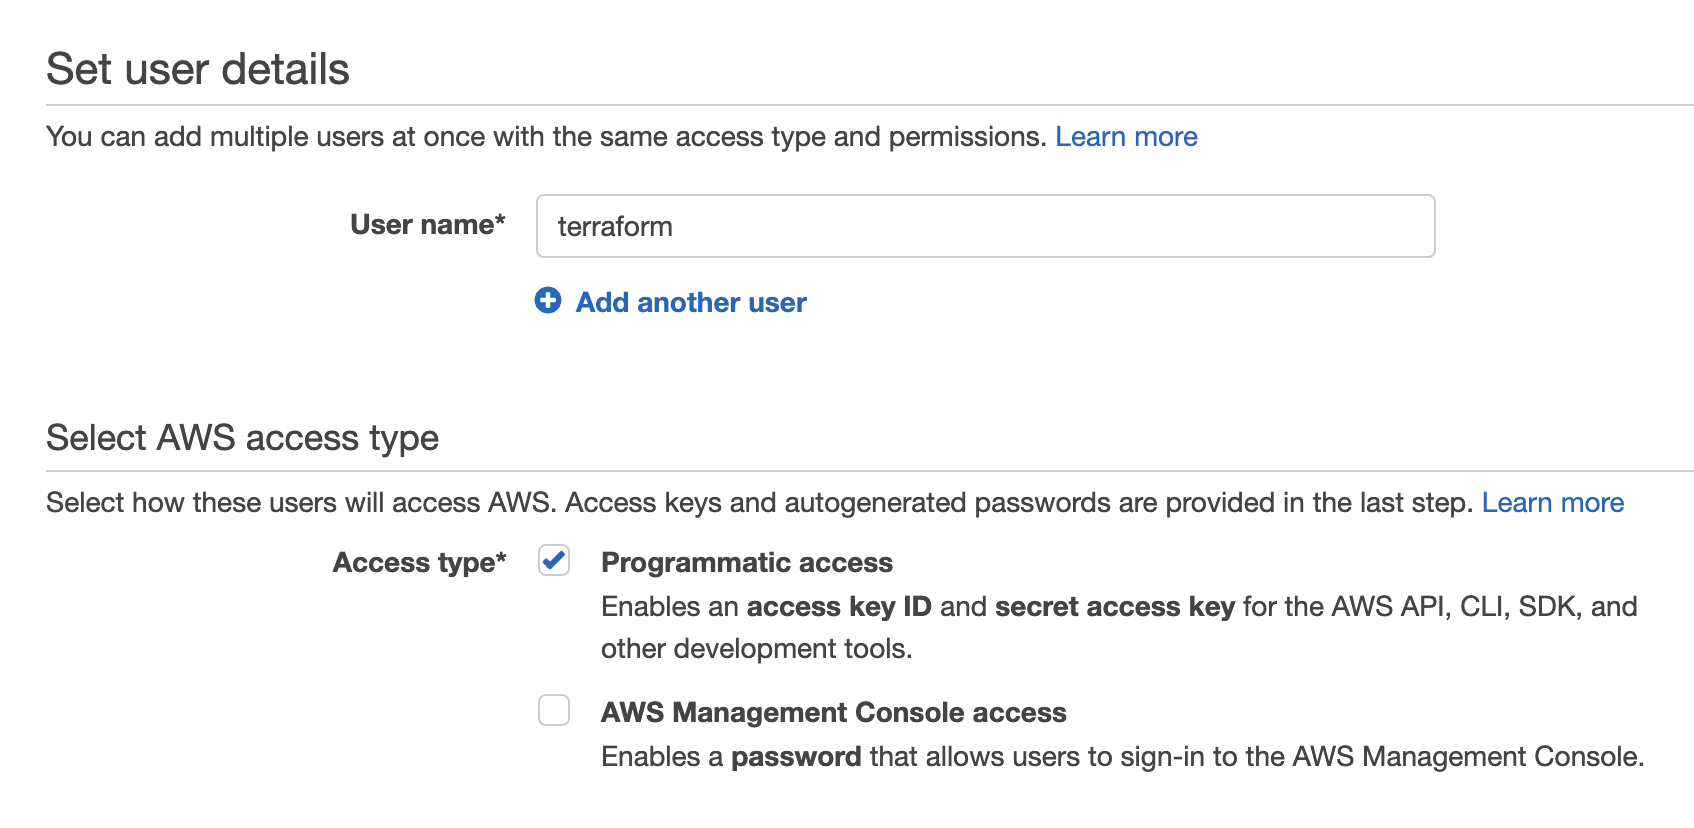 Set user details
You can add multiple users at once with the same access type and permissions. Learn more
User name* terraform
Add another user
Select AWS access type
Select how these users will access AWS. Access keys and autogenerated passwords are provided in the last step. Learn more
Access type* Programmatic access
Enables an access key ID and secret access key for the AWS API, CLI, SDK, and
other development tools.
AWS Management Console access
Enables a password that allows users to sign-in to the AWS Management Console.